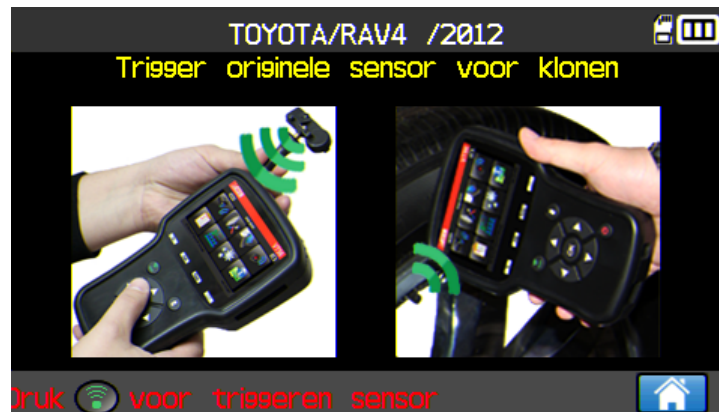 TOYOTA/RAV4 /2012
Trigger originele sensor voor klonen
Druk voor triggeren sensor